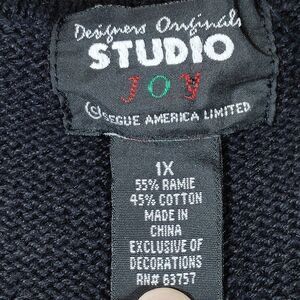 Designers Originals
STUDIO
JOY
©SEGUE AMERICA LIMITED
1X
55% RAMIE
45% COTTON
MADE IN
CHINA
EXCLUSIVE OF
DECORATIONS
RN# 63757